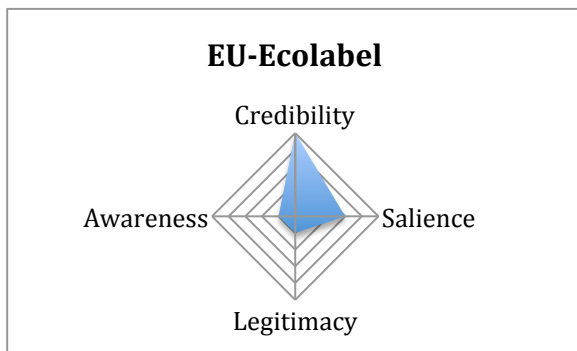 EU-Ecolabel
Credibility
Awareness
Salience
Legitimacy